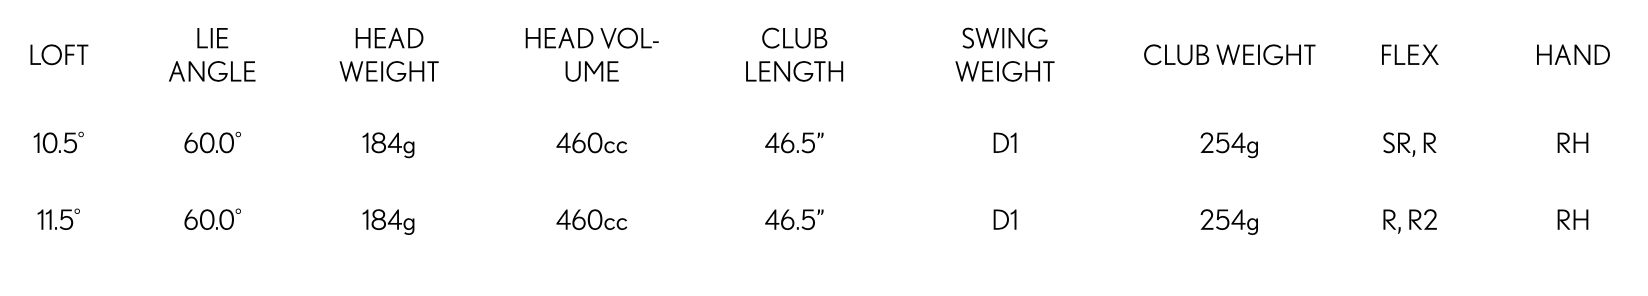 LOFT LIE ANGLE HEAD WEIGHT HEAD VOL-UME CLUB LENGTH SWING WEIGHT CLUB WEIGHT FLEX HAND
10.5° 60.0° 184g 460cc 46.5” D1 254g SR, R RH
11.5° 60.0° 184g 460cc 46.5” D1 254g R, R2 RH